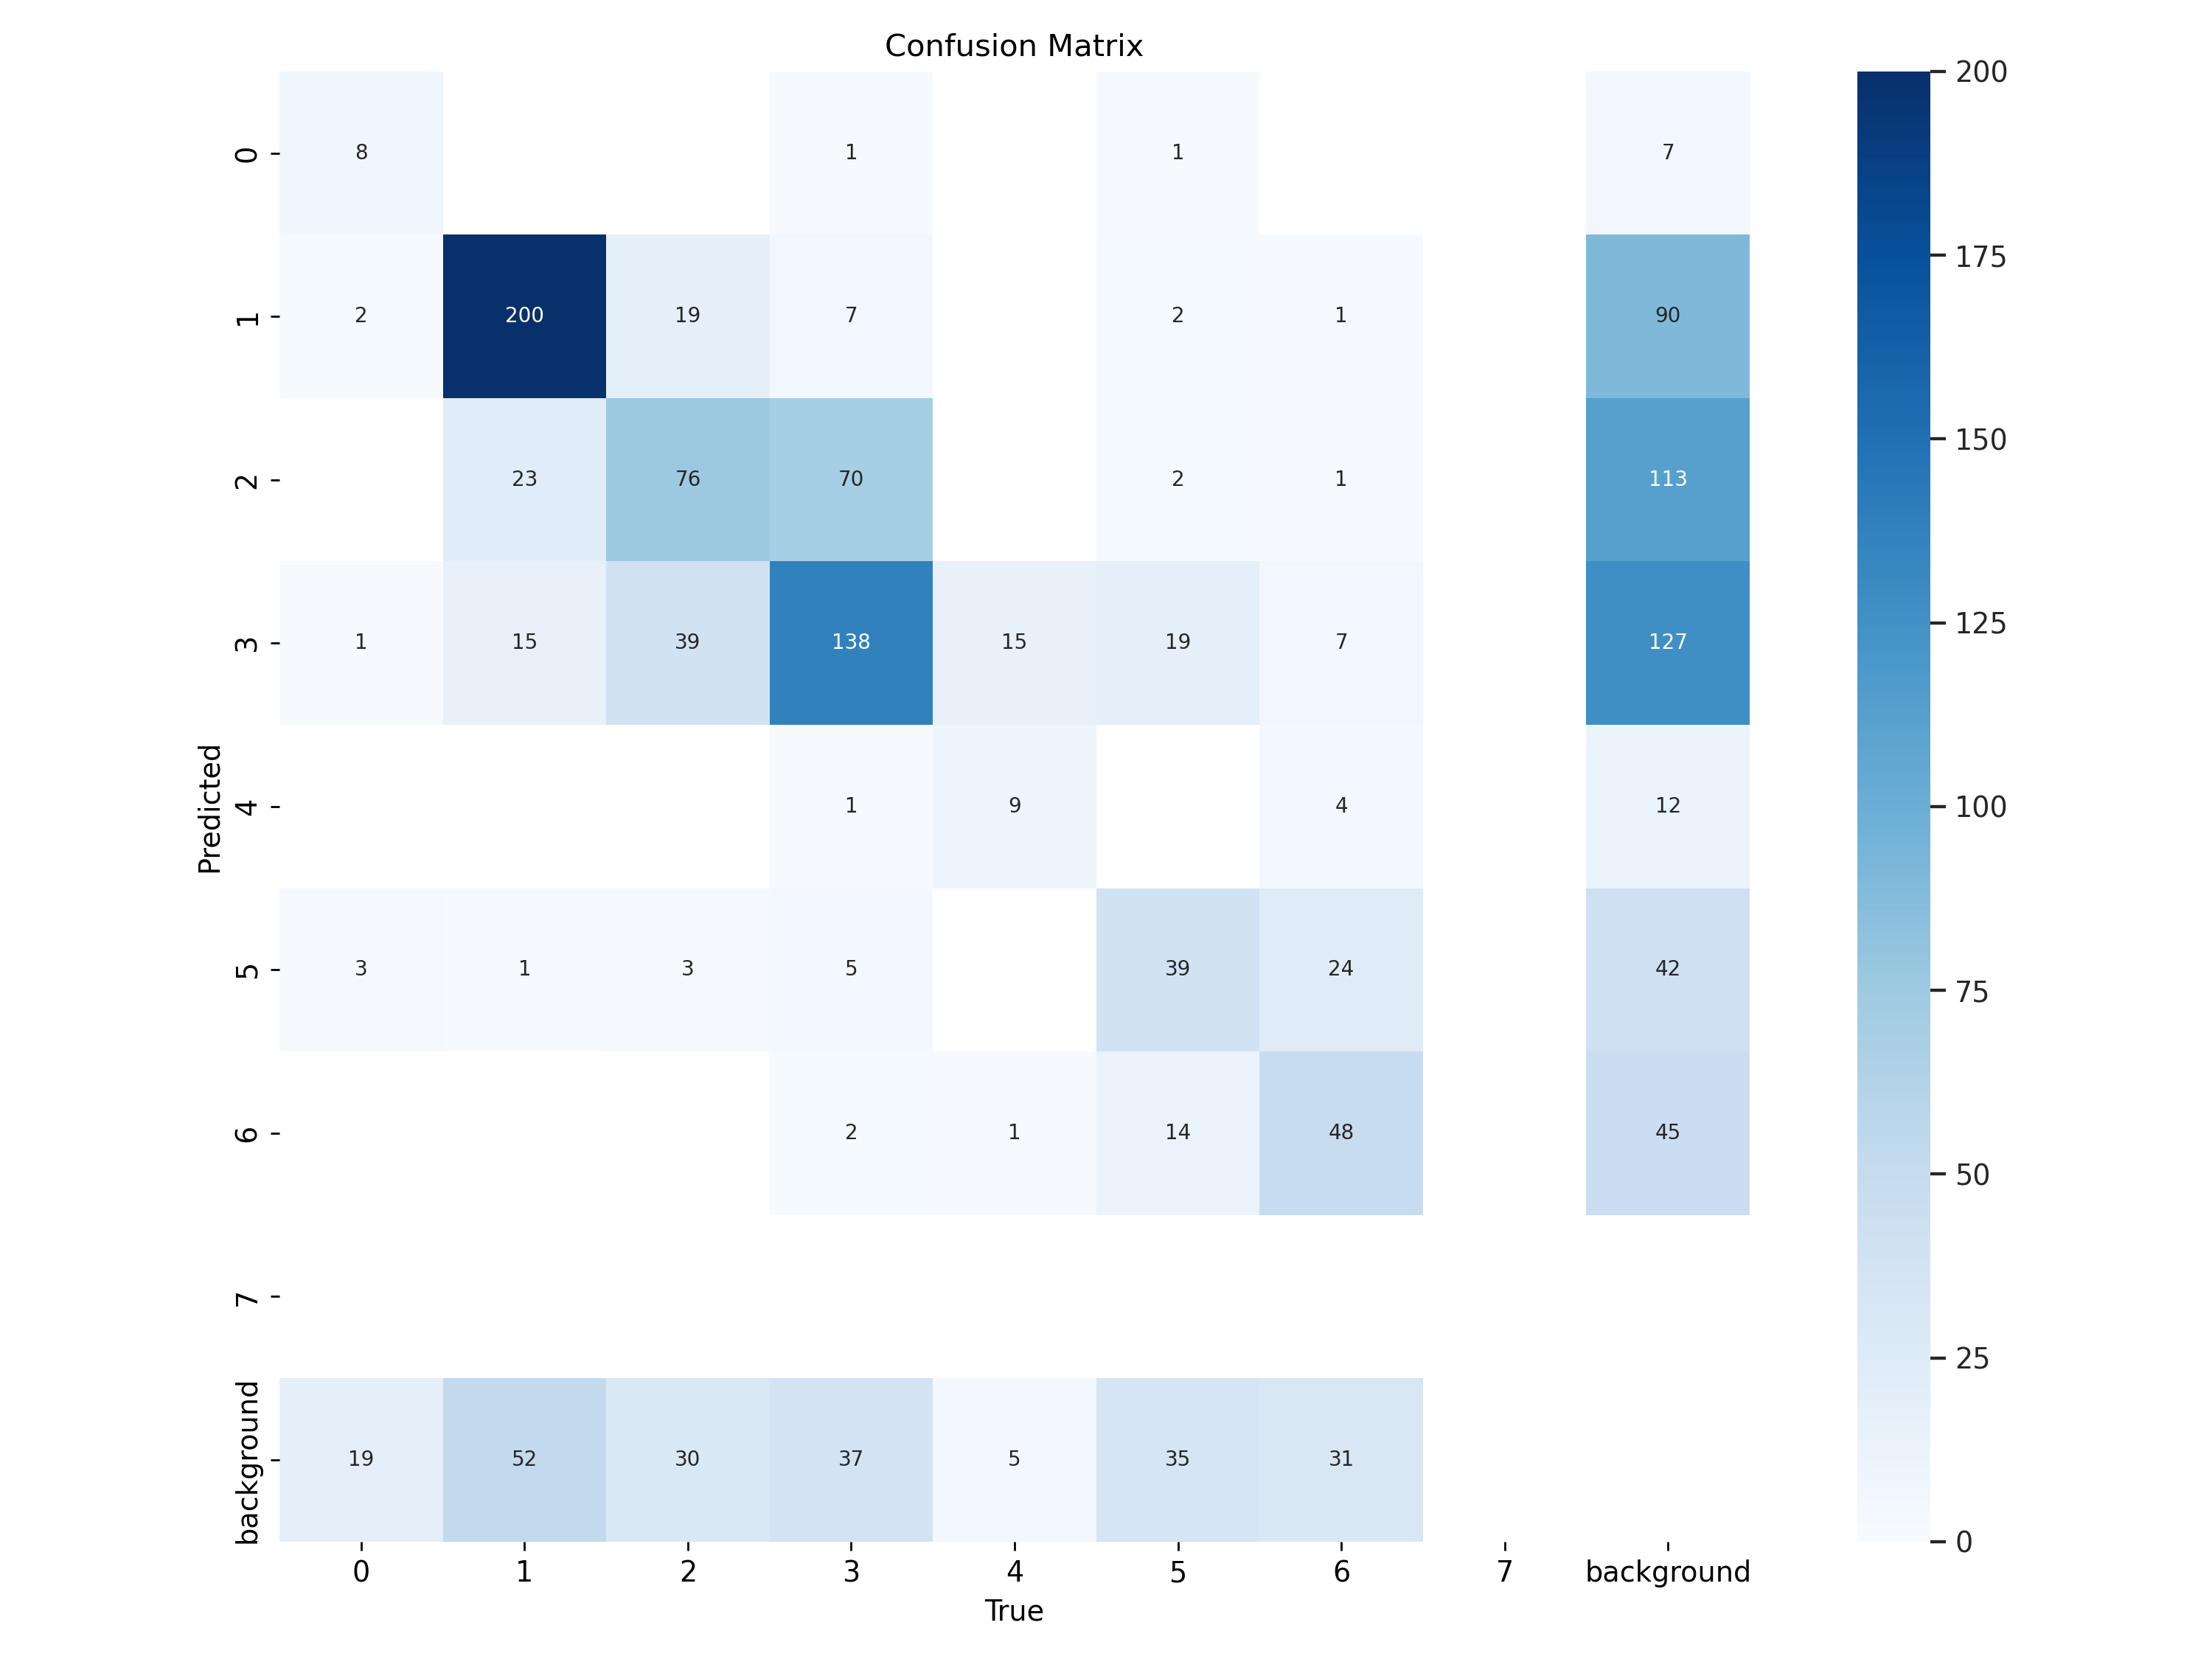 Confusion Matrix
0 8 1 1 7
1 2 200 19 7 2 1 90
2 23 76 70 2 1 113
3 1 15 39 138 15 19 7 127
4 1 9 4 12
5 3 1 3 5 39 24 42
6 2 1 14 48 45
7
background 19 52 30 37 5 35 31
0 1 2 3 4 5 6 7 background
True
Predicted
200
175
150
125
100
75
50
25
0